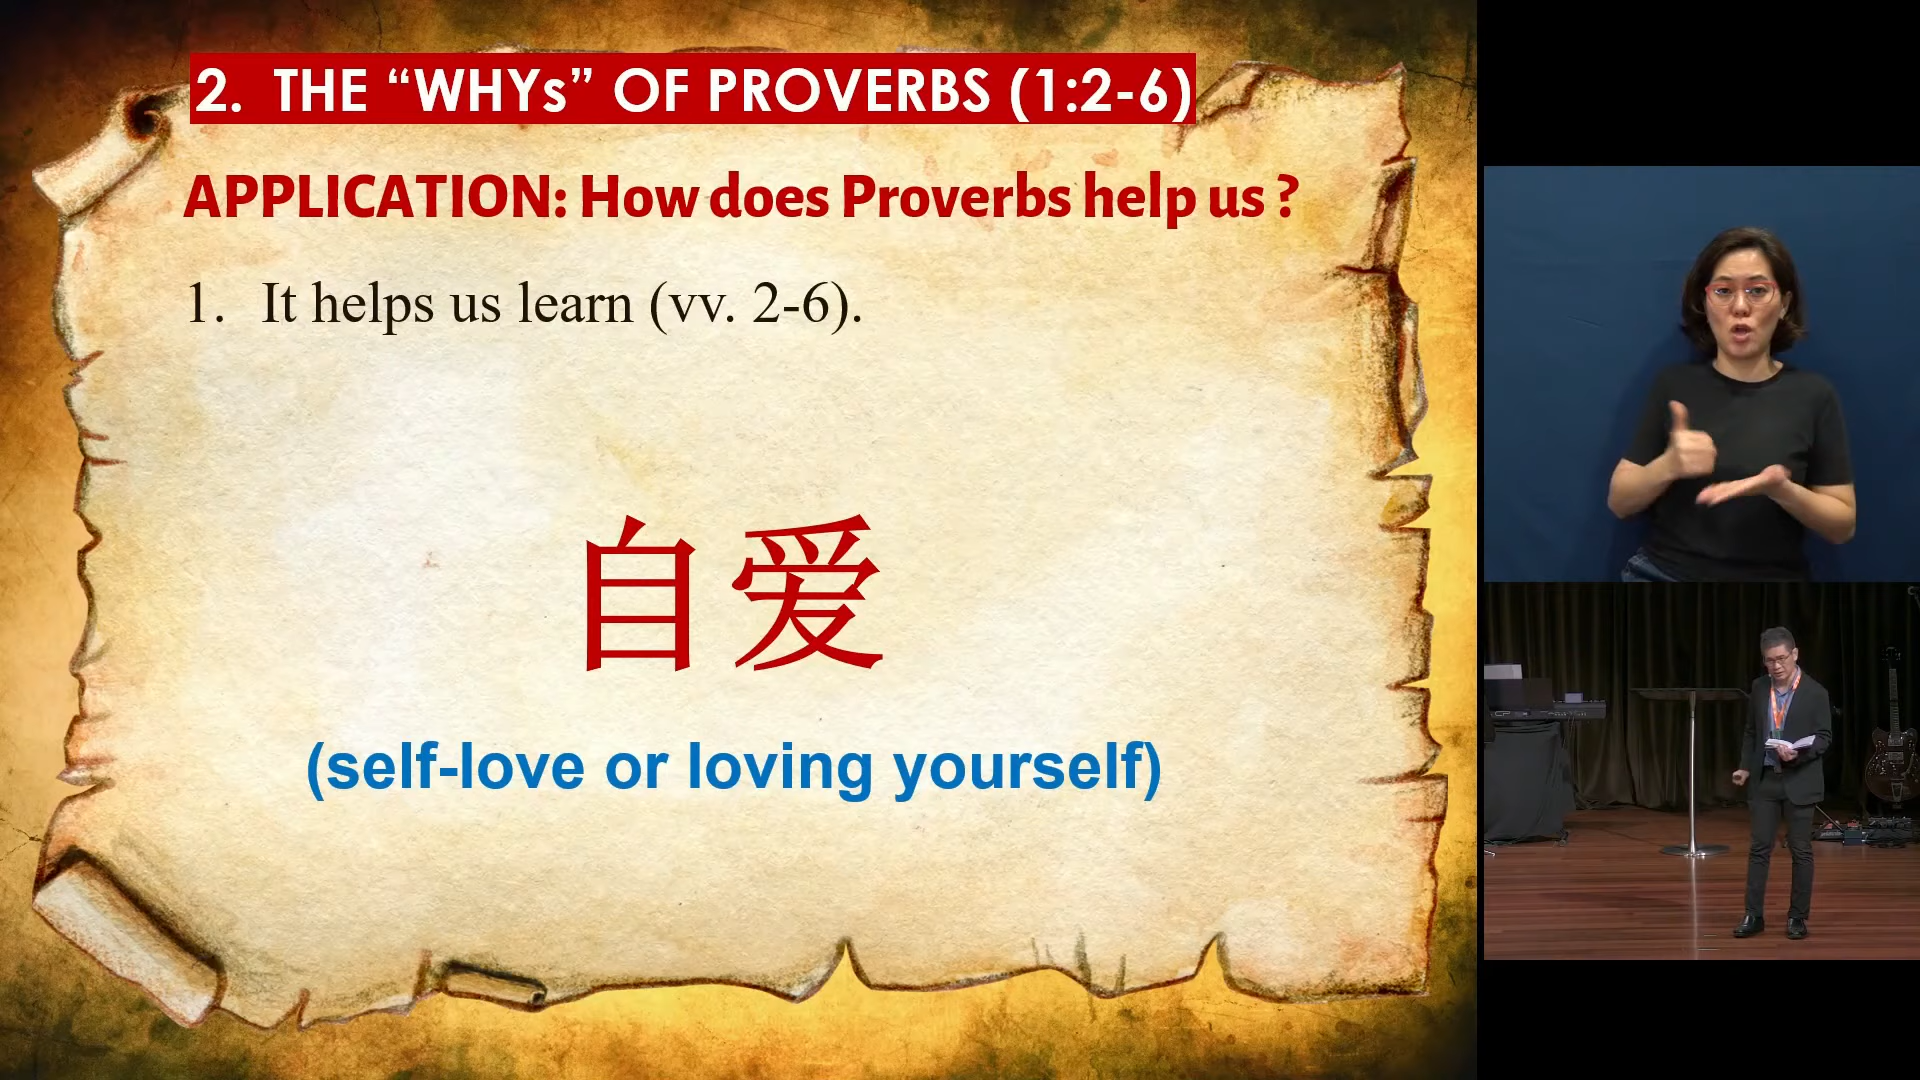 2. THE “WHYs” OF PROVERBS (1:2-6)
APPLICATION: How does Proverbs help us ?
1. It helps us learn (vv. 2-6).
自爱
(self-love or loving yourself)